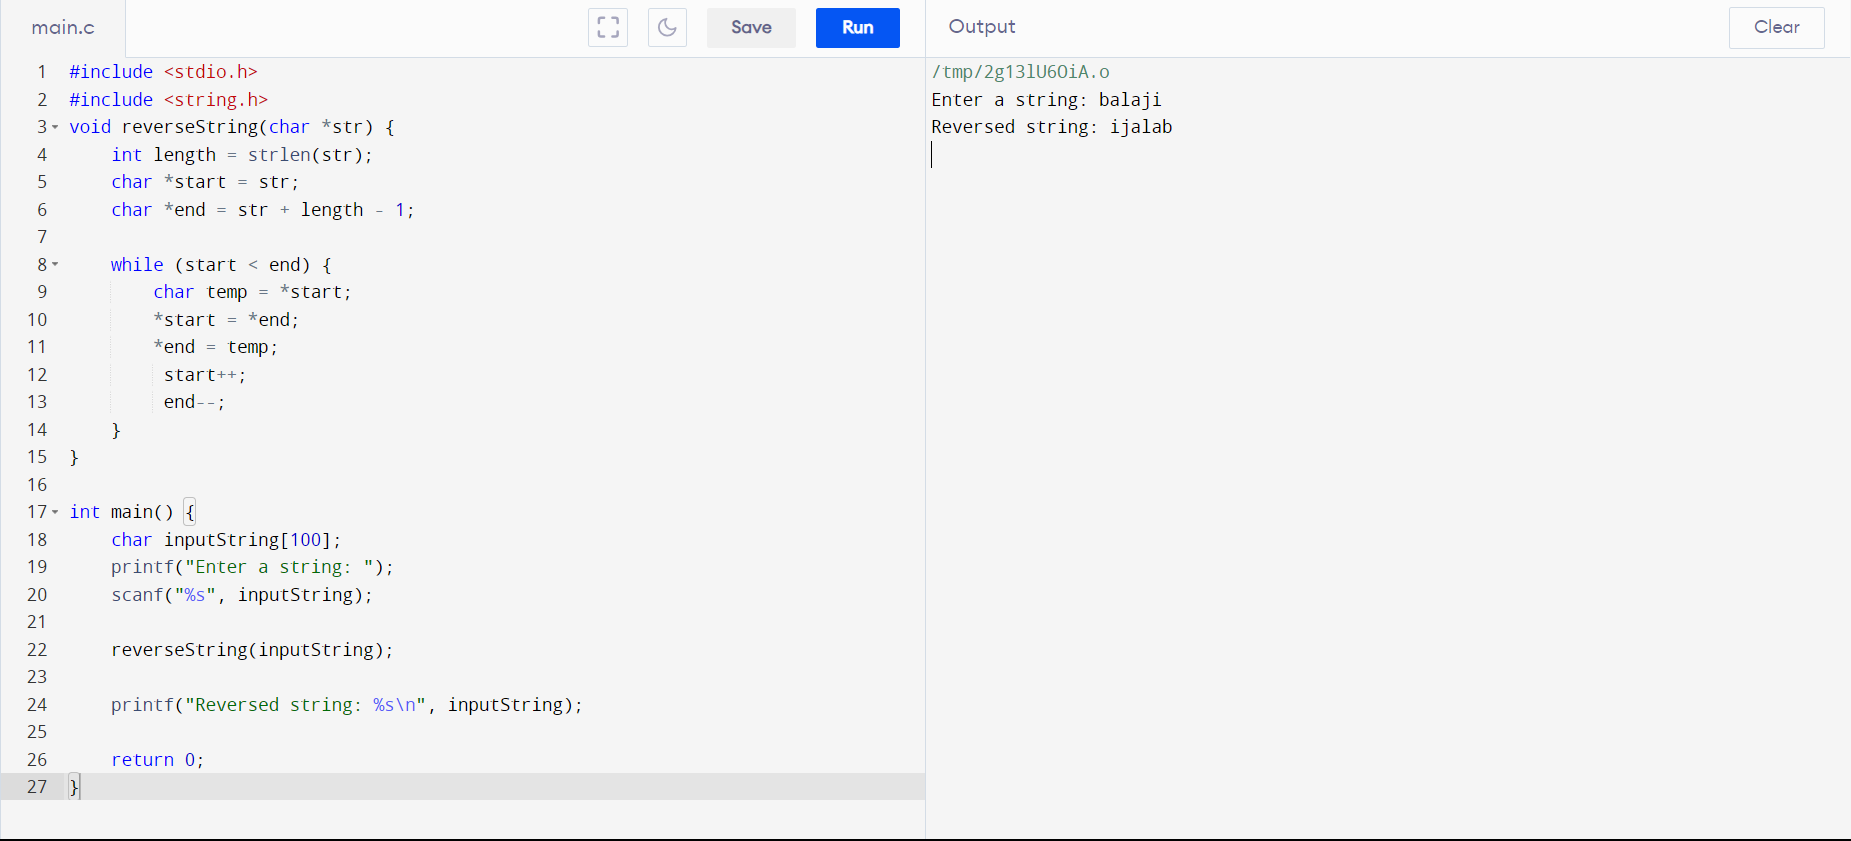 main.c
Save
Run
Output
Clear
1 #include <stdio.h>
2 #include <string.h>
3 void reverseString(char *str) {
4     int length = strlen(str);
5     char *start = str;
6     char *end = str + length - 1;
7
8     while (start < end) {
9         char temp = *start;
10         *start = *end;
11         *end = temp;
12          start++;
13          end--;
14     }
15 }
16
17 int main() {
18     char inputString[100];
19     printf("Enter a string: ");
20     scanf("%s", inputString);
21
22     reverseString(inputString);
23
24     printf("Reversed string: %s\n", inputString);
25
26     return 0;
27 }
/tmp/2g13lU6OiA.o
Enter a string: balaji
Reversed string: ijalab